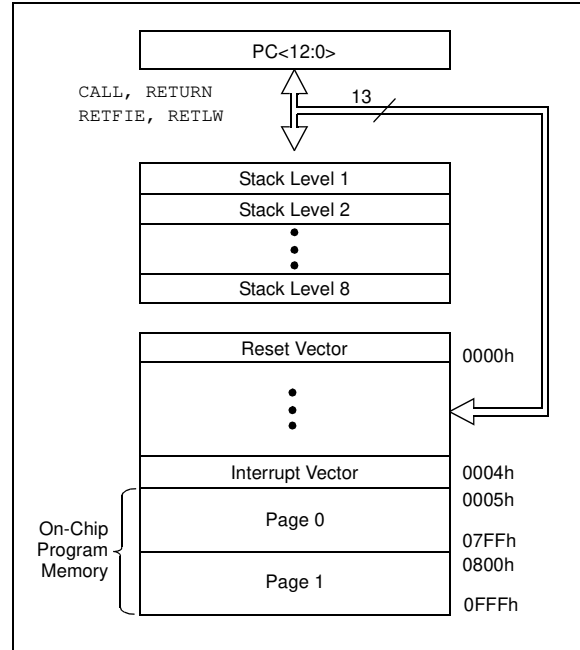 PC<12:0>
CALL, RETURN
RETFIE, RETLW
13
Stack Level 1
Stack Level 2
Stack Level 8
Reset Vector
0000h
Interrupt Vector
0004h
0005h
Page 0
07FFh
On-Chip
Program
Memory
0800h
Page 1
0FFFh